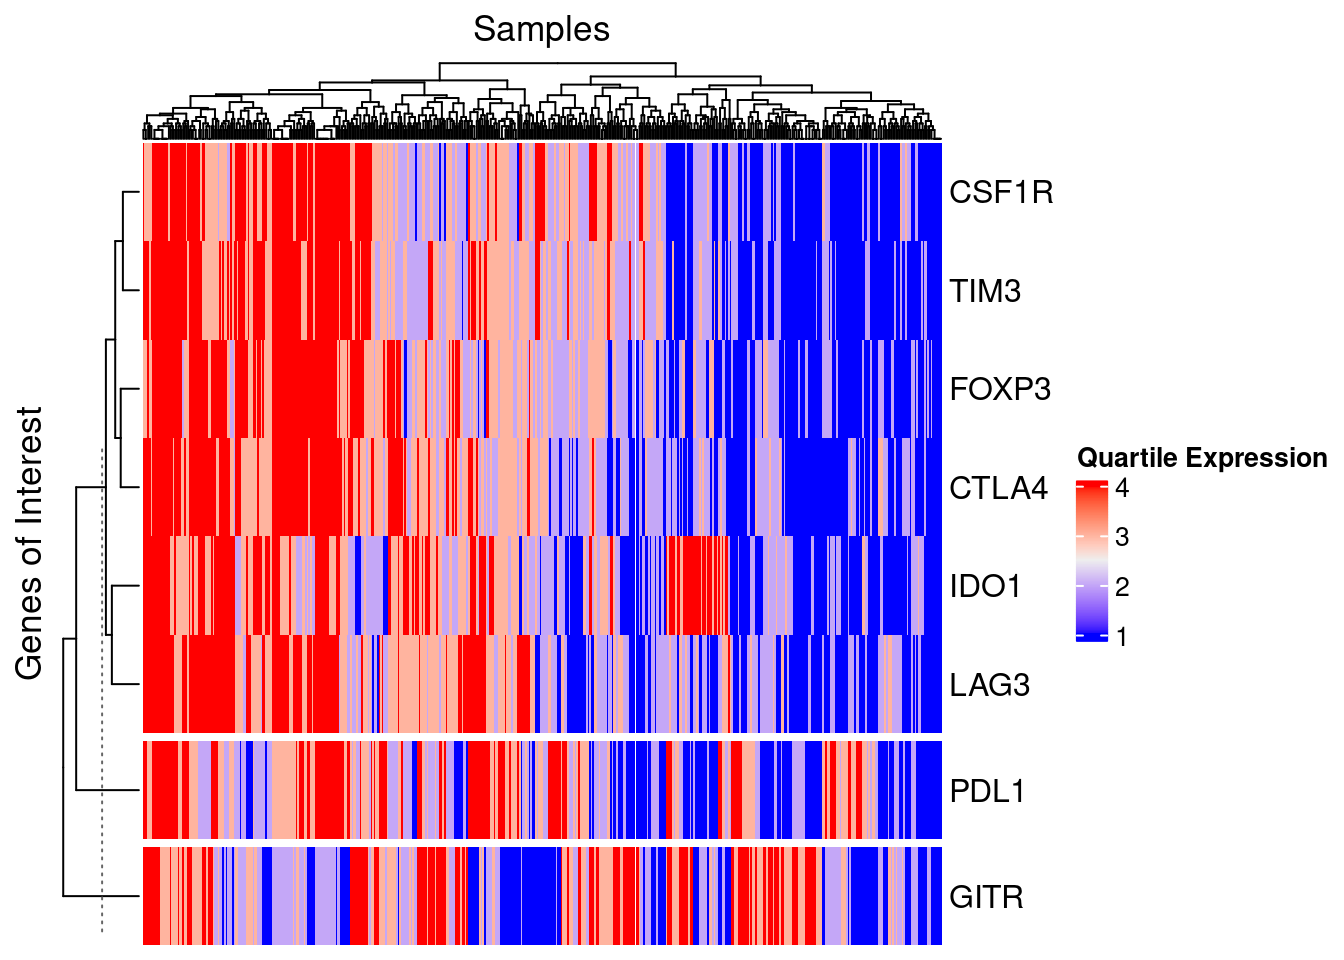 Samples
Genes of Interest
CSF1R
TIM3
FOXP3
CTLA4
IDO1
LAG3
PDL1
GITR
Quartile Expression
4
3
2
1